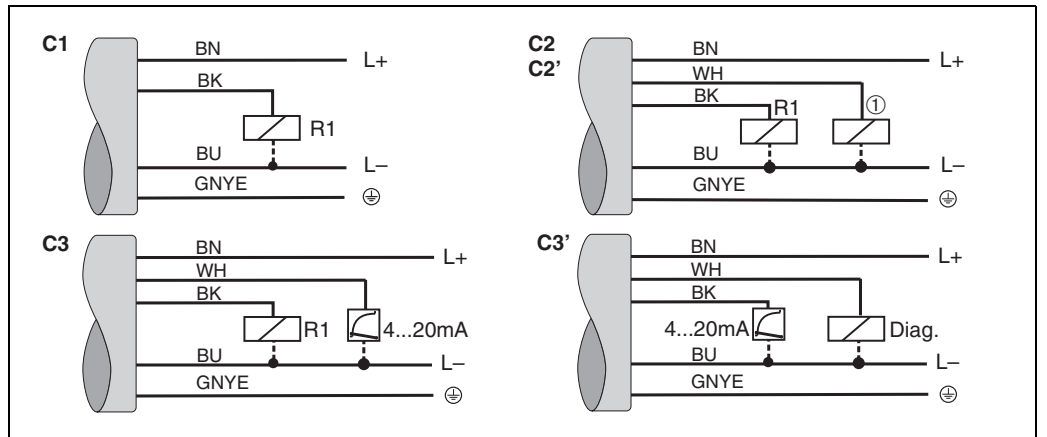 C1
BN
L+
BK
R1
BU
L–
GNYE
⏚
C2
C2’
BN
L+
WH
BK
R1
①
BU
L–
GNYE
⏚
C3
BN
L+
WH
BK
R1
4...20mA
BU
L–
GNYE
⏚
C3’
BN
L+
WH
BK
4...20mA
Diag.
BU
L–
GNYE
⏚